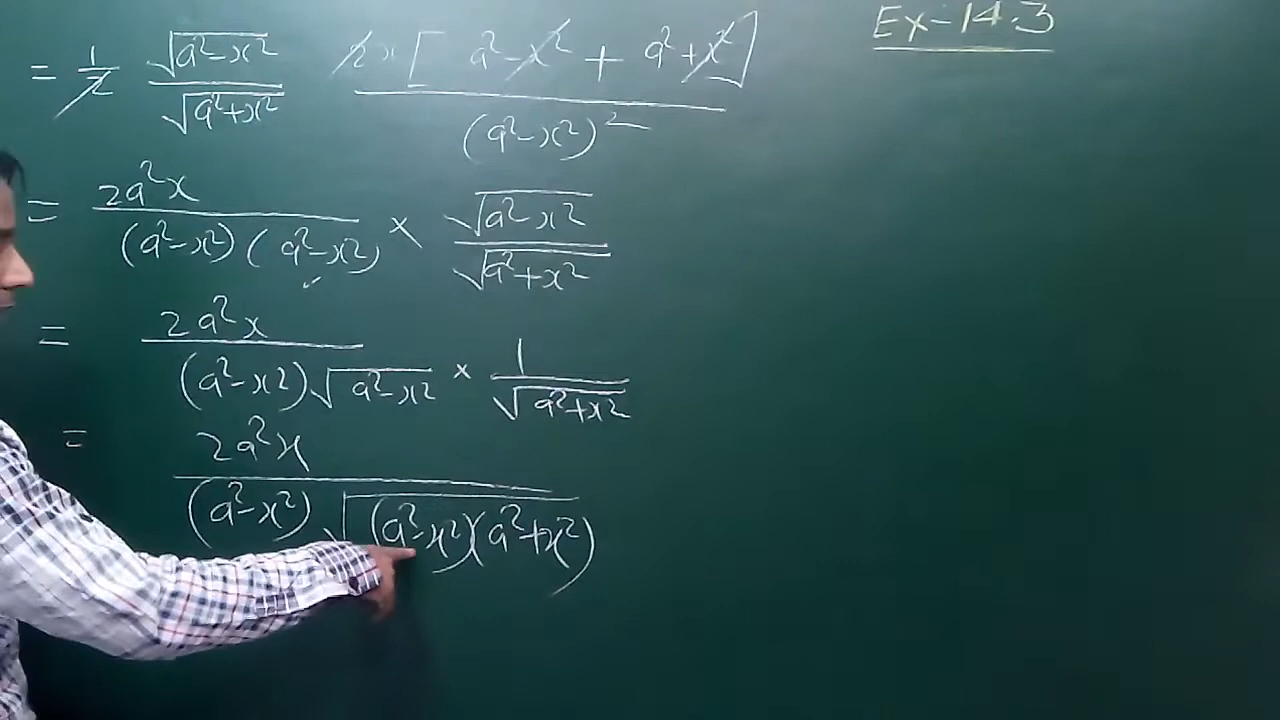 Ex-14.3
= 1/2 √(a²-x²)/√(a²+x²) 2x[a²-x² + a²+x²]/(a²-x²)²
= 2a²x/(a²-x²)(a²-x²) × √(a²-x²)/√(a²+x²)
= 2a²x/(a²-x²)√(a²-x²) × 1/√(a²+x²)
= 2a²x/(a²-x²)√((a²-x²)(a²+x²))